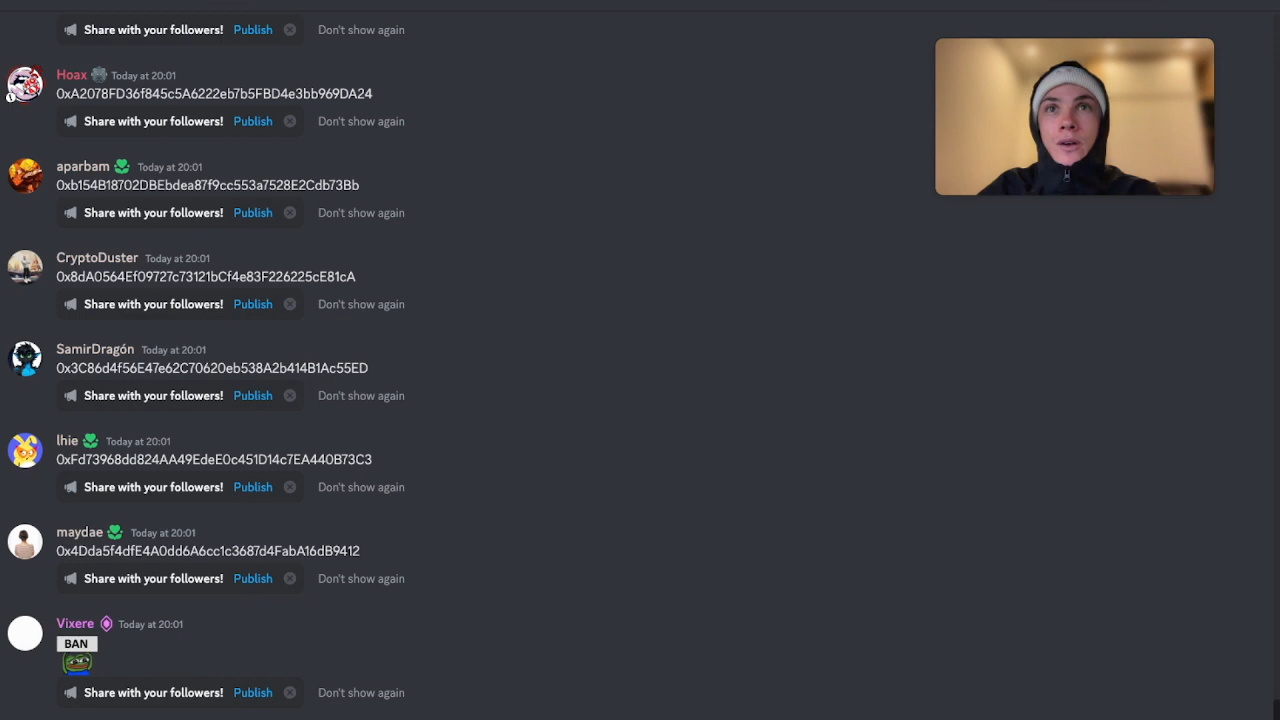 Share with your followers! Publish Don't show again
Hoax Today at 20:01
0xA2078FD36f845c5A6222eb7b5FBD4e3bb969DA24
Share with your followers! Publish Don't show again
aparbam Today at 20:01
0xb154B18702DBEbdea87f9cc553a7528E2Cdb73Bb
Share with your followers! Publish Don't show again
CryptoDuster Today at 20:01
0x8dA0564Ef09727c73121bCf4e83F226225cE81cA
Share with your followers! Publish Don't show again
SamirDragón Today at 20:01
0x3C86d4f56E47e62C70620eb538A2b414B1Ac55ED
Share with your followers! Publish Don't show again
lhie Today at 20:01
0xFd73968dd824AA49EdeE0c451D14c7EA440B73C3
Share with your followers! Publish Don't show again
maydae Today at 20:01
0x4Dda5f4dfE4A0dd6A6cc1c3687d4FabA16dB9412
Share with your followers! Publish Don't show again
Vixere Today at 20:01
BAN
Share with your followers! Publish Don't show again